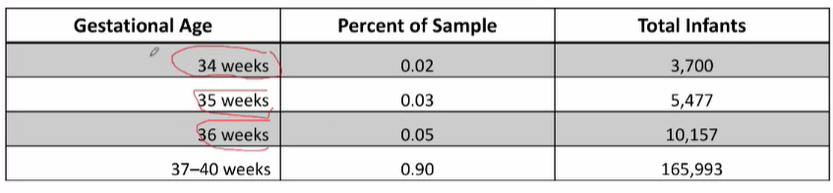 Gestational Age Percent of Sample Total Infants
34 weeks 0.02 3,700
35 weeks 0.03 5,477
36 weeks 0.05 10,157
37–40 weeks 0.90 165,993